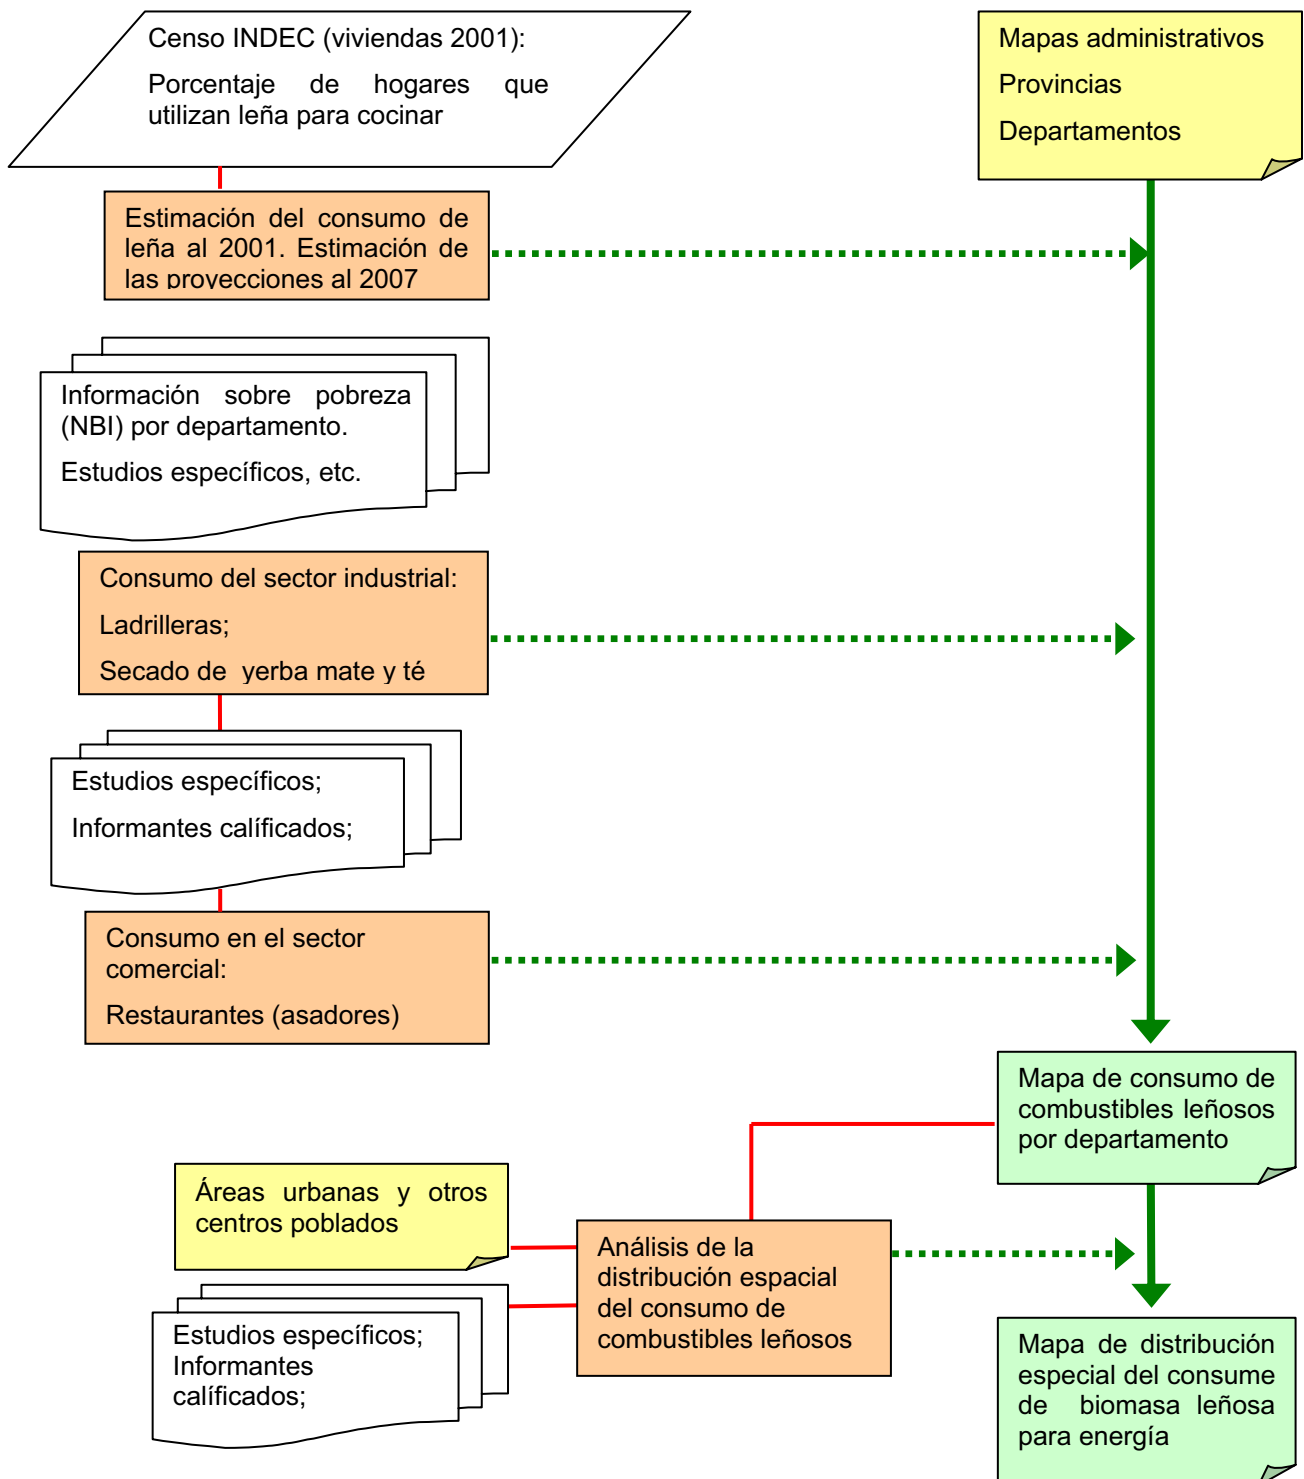 Censo INDEC (viviendas 2001):
Porcentaje de hogares que
utilizan leña para cocinar
Mapas administrativos
Provincias
Departamentos
Estimación del consumo de
leña al 2001. Estimación de
las proyecciones al 2007
Información sobre pobreza
(NBI) por departamento.
Estudios específicos, etc.
Consumo del sector industrial:
Ladrilleras;
Secado de yerba mate y té
Estudios específicos;
Informantes calíficados;
Consumo en el sector
comercial:
Restaurantes (asadores)
Mapa de consumo de
combustibles leñosos
por departamento
Áreas urbanas y otros
centros poblados
Análisis de la
distribución espacial
del consumo de
combustibles leñosos
Estudios específicos;
Informantes
calíficados;
Mapa de distribución
especial del consume
de biomasa leñosa
para energía